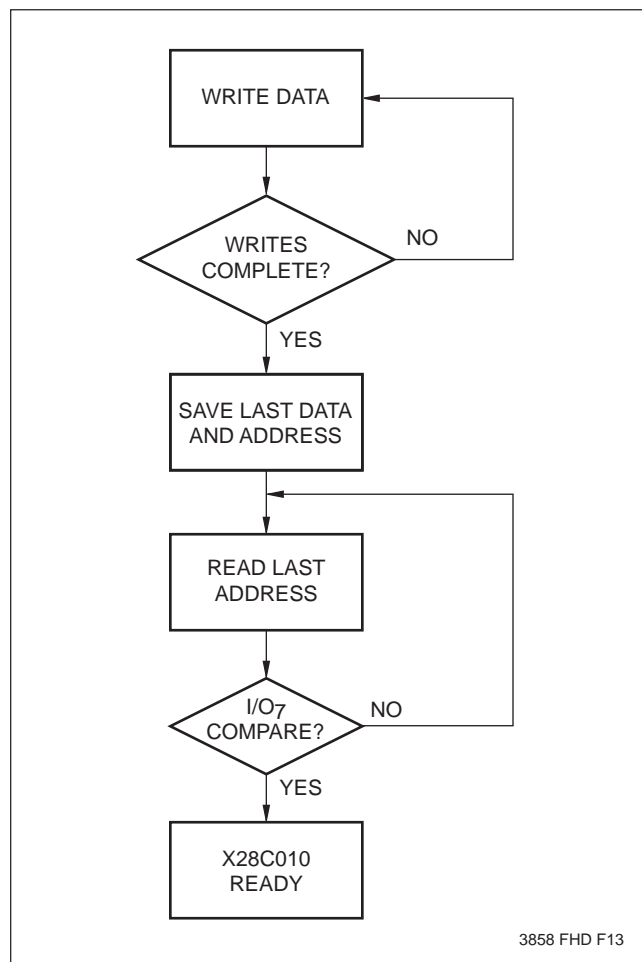 WRITE DATA
WRITES
COMPLETE?
NO
YES
SAVE LAST DATA
AND ADDRESS
READ LAST
ADDRESS
I/O7
COMPARE?
NO
YES
X28C010
READY
3858 FHD F13